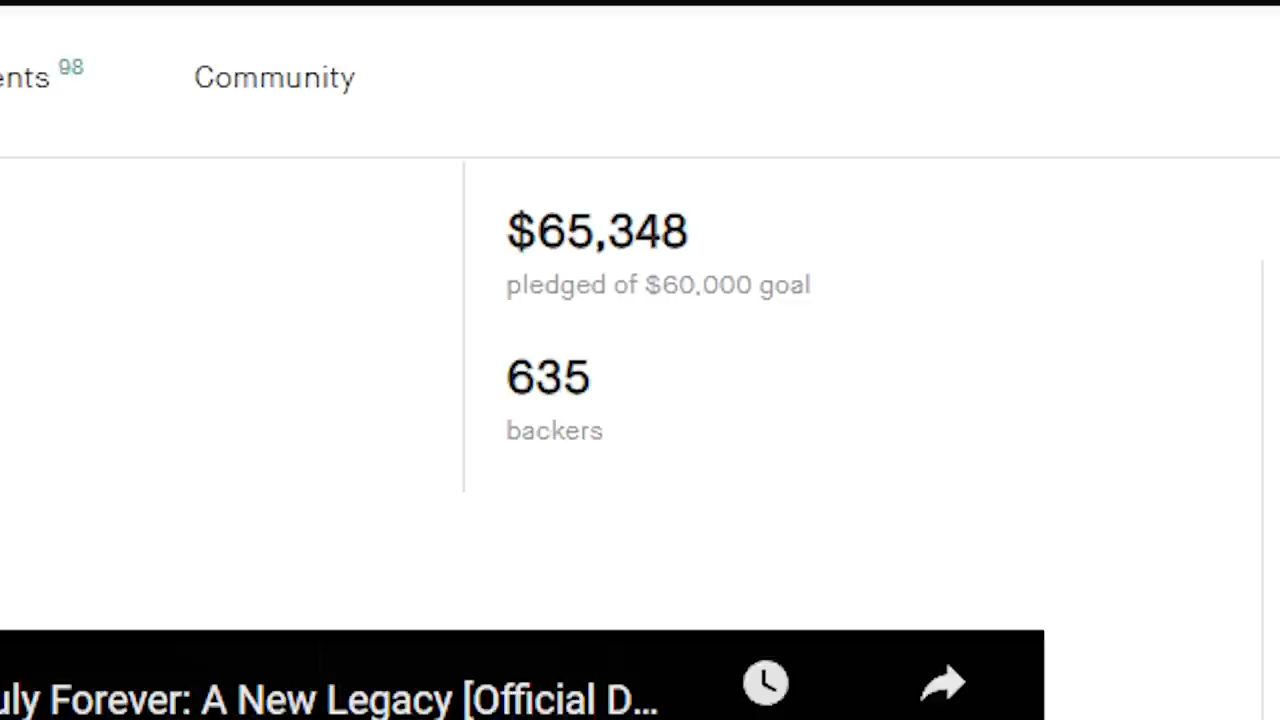 ents 98 Community
$65,348
pledged of $60,000 goal
635
backers
uly Forever: A New Legacy [Official D...